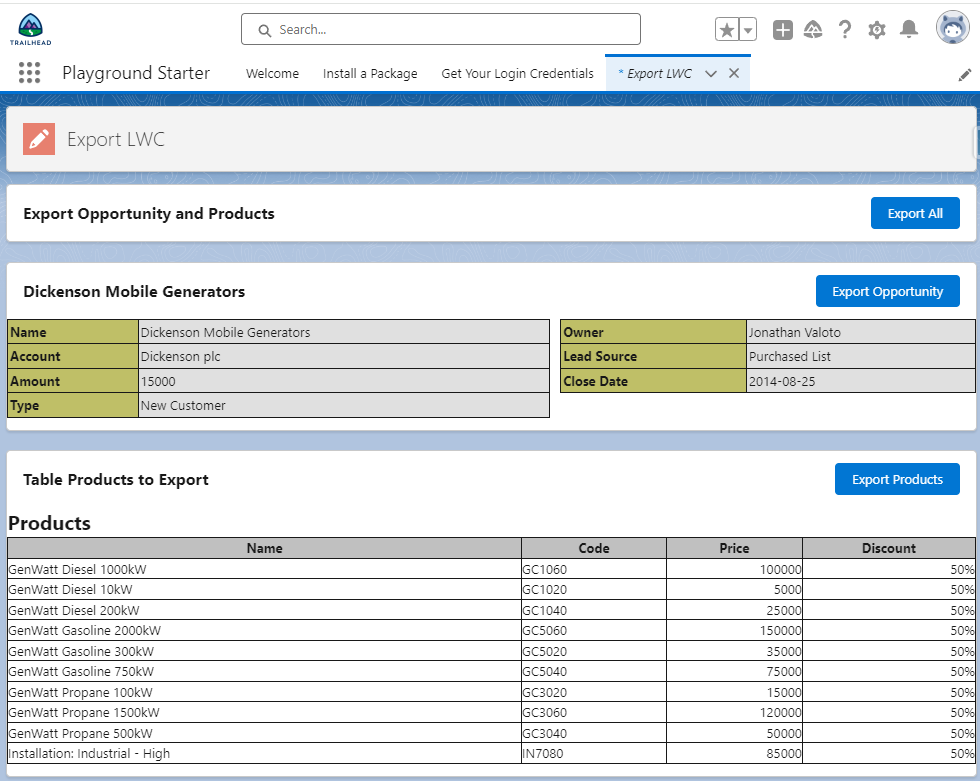 TRAILHEAD
Search...
Playground Starter Welcome Install a Package Get Your Login Credentials * Export LWC
Export LWC
Export Opportunity and Products Export All
Dickenson Mobile Generators Export Opportunity
Name Dickenson Mobile Generators Owner Jonathan Valoto
Account Dickenson plc Lead Source Purchased List
Amount 15000 Close Date 2014-08-25
Type New Customer
Table Products to Export Export Products
Products
Name Code Price Discount
GenWatt Diesel 1000kW GC1060 100000 50%
GenWatt Diesel 10kW GC1020 5000 50%
GenWatt Diesel 200kW GC1040 25000 50%
GenWatt Gasoline 2000kW GC5060 150000 50%
GenWatt Gasoline 300kW GC5020 35000 50%
GenWatt Gasoline 750kW GC5040 75000 50%
GenWatt Propane 100kW GC3020 15000 50%
GenWatt Propane 1500kW GC3060 120000 50%
GenWatt Propane 500kW GC3040 50000 50%
Installation: Industrial - High IN7080 85000 50%